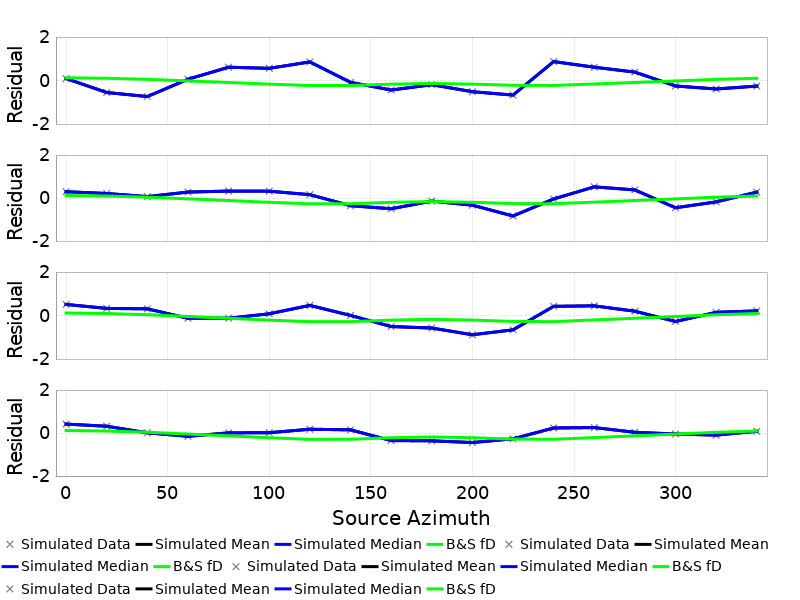 2
Residual
0
-2
2
Residual
0
-2
2
Residual
0
-2
2
Residual
0
-2
0 50 100 150 200 250 300
Source Azimuth
× Simulated Data Simulated Mean Simulated Median B&S fD × Simulated Data Simulated Mean
Simulated Median B&S fD × Simulated Data Simulated Mean Simulated Median B&S fD
× Simulated Data Simulated Mean Simulated Median B&S fD